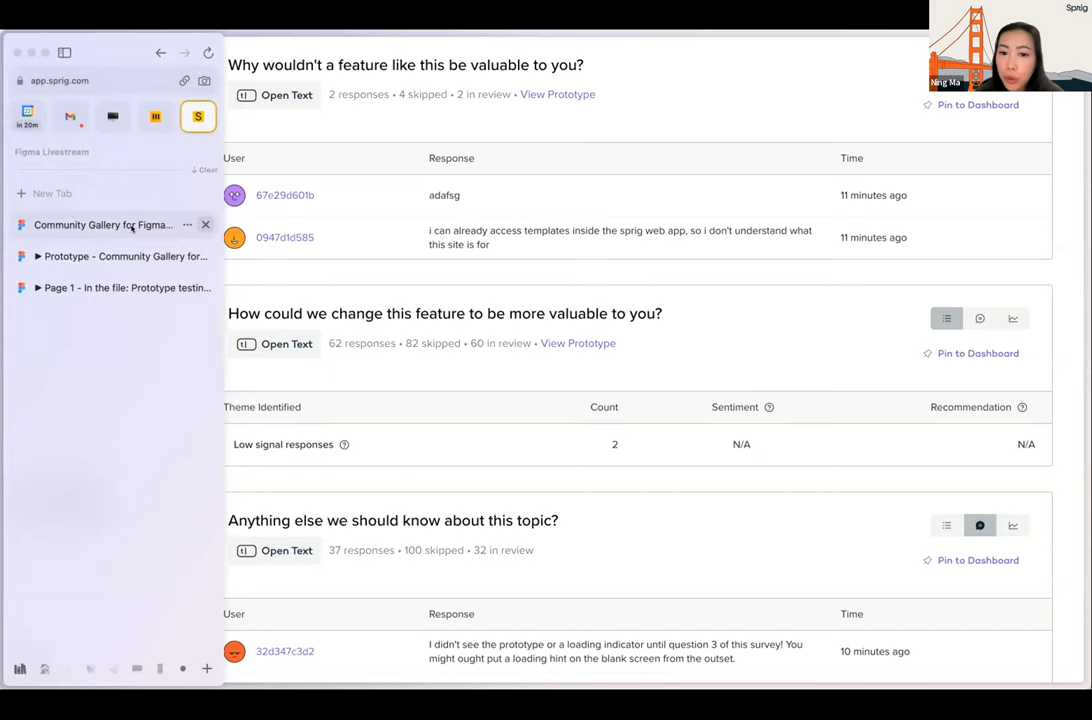 Sprig
Ning Ma
app.sprig.com
in 20m
S
Figma Livestream
Clear
New Tab
Community Gallery for Figma...
Prototype - Community Gallery for...
Page 1 - In the file: Prototype testin...
Why wouldn't a feature like this be valuable to you?
Open Text 2 responses • 4 skipped • 2 in review • View Prototype
Pin to Dashboard
User Response Time
67e29d601b adafsg 11 minutes ago
0947d1d585 i can already access templates inside the sprig web app, so i don't understand what 11 minutes ago
this site is for
How could we change this feature to be more valuable to you?
Open Text 62 responses • 82 skipped • 60 in review • View Prototype
Pin to Dashboard
Theme Identified Count Sentiment Recommendation
Low signal responses 2 N/A N/A
Anything else we should know about this topic?
Open Text 37 responses • 100 skipped • 32 in review
Pin to Dashboard
User Response Time
32d347c3d2 I didn't see the prototype or a loading indicator until question 3 of this survey! You 10 minutes ago
might ought put a loading hint on the blank screen from the outset.